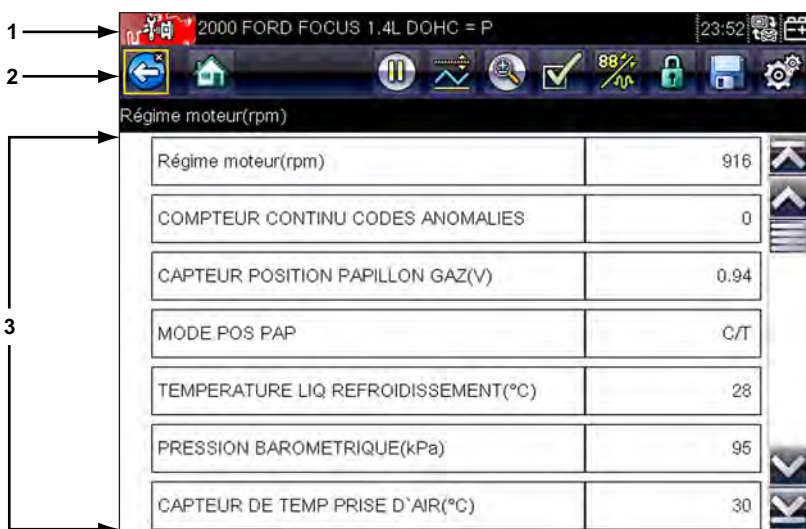 1
2000 FORD FOCUS 1.4L DOHC = P
23:52
2
88
Régime moteur(rpm)
Régime moteur(rpm) 916
COMPTEUR CONTINU CODES ANOMALIES 0
CAPTEUR POSITION PAPILLON GAZ(V) 0.94
3
MODE POS PAP C/T
TEMPERATURE LIQ REFROIDISSEMENT(°C) 28
PRESSION BAROMETRIQUE(kPa) 95
CAPTEUR DE TEMP PRISE D`AIR(°C) 30